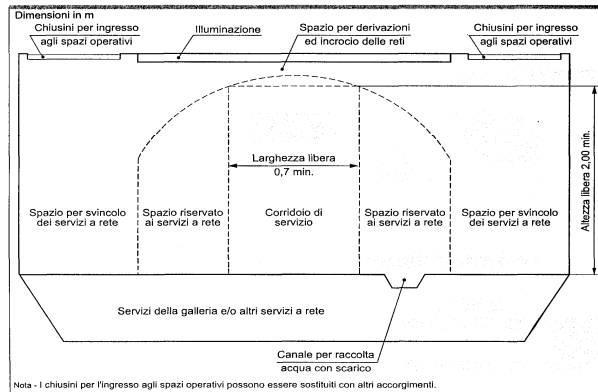 Dimensioni in m
Chiusini per ingresso
agli spazi operativi
Illuminazione
Spazio per derivazioni
ed incrocio delle reti
Chiusini per ingresso
agli spazi operativi
Larghezza libera
0,7 min.
Altezza libera 2,00 min.
Spazio per svincolo
dei servizi a rete
Spazio riservato
ai servizi a rete
Corridoio di
servizio
Spazio riservato
ai servizi a rete
Spazio per svincolo
dei servizi a rete
Servizi della galleria e/o altri servizi a rete
Canale per raccolta
acqua con scarico
Nota - I chiusini per l'ingresso agli spazi operativi possono essere sostituiti con altri accorgimenti.